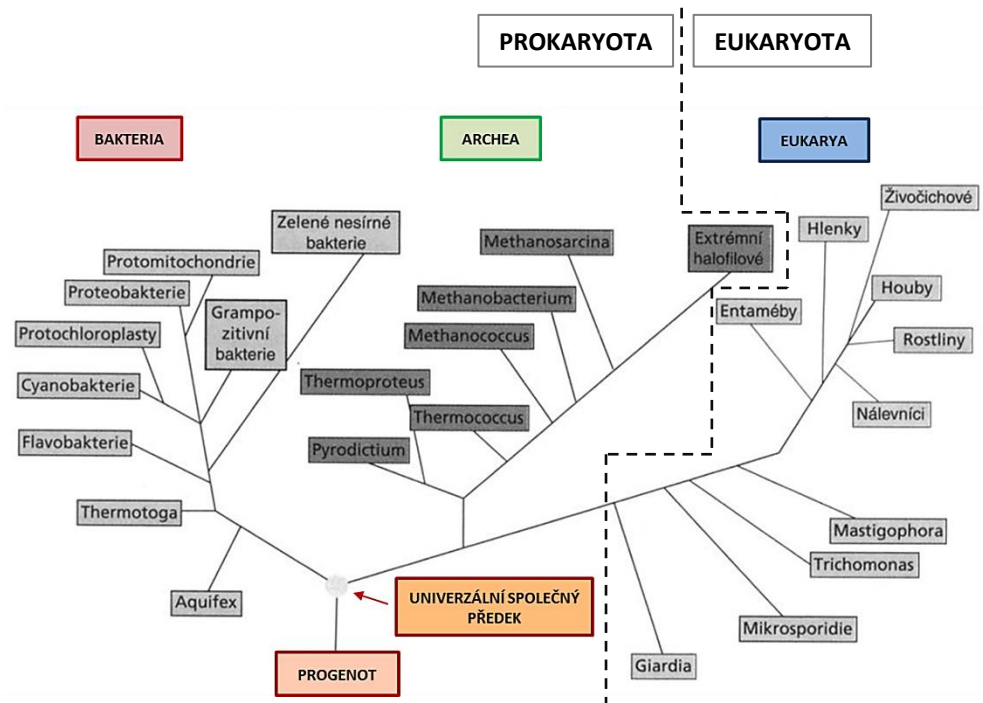 PROKARYOTA
EUKARYOTA
BAKTERIA
ARCHEA
EUKARYA
Živočichové
Zelené nesírné
bakterie
Methanosarcina
Extrémní
halofilové
Hlenky
Protomitochondrie
Proteobakterie
Methanobacterium
Houby
Entaméby
Grampo-
zitivní
bakterie
Protochloroplasty
Methanococcus
Rostliny
Cyanobakterie
Thermoproteus
Thermococcus
Nálevníci
Flavobakterie
Pyrodictium
Thermotoga
Mastigophora
Trichomonas
Aquifex
UNIVERZÁLNÍ SPOLEČNÝ
PŘEDEK
Mikrosporidie
PROGENOT
Giardia